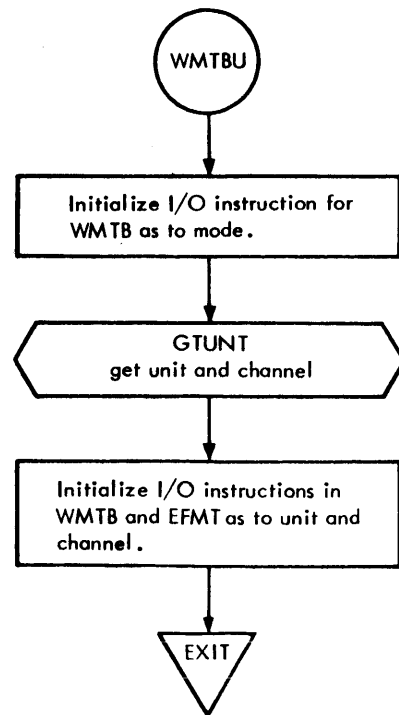 WMTBU
Initialize I/O instruction for
WMTB as to mode.
GTUNT
get unit and channel
Initialize I/O instructions in
WMTB and EFMT as to unit and
channel.
EXIT